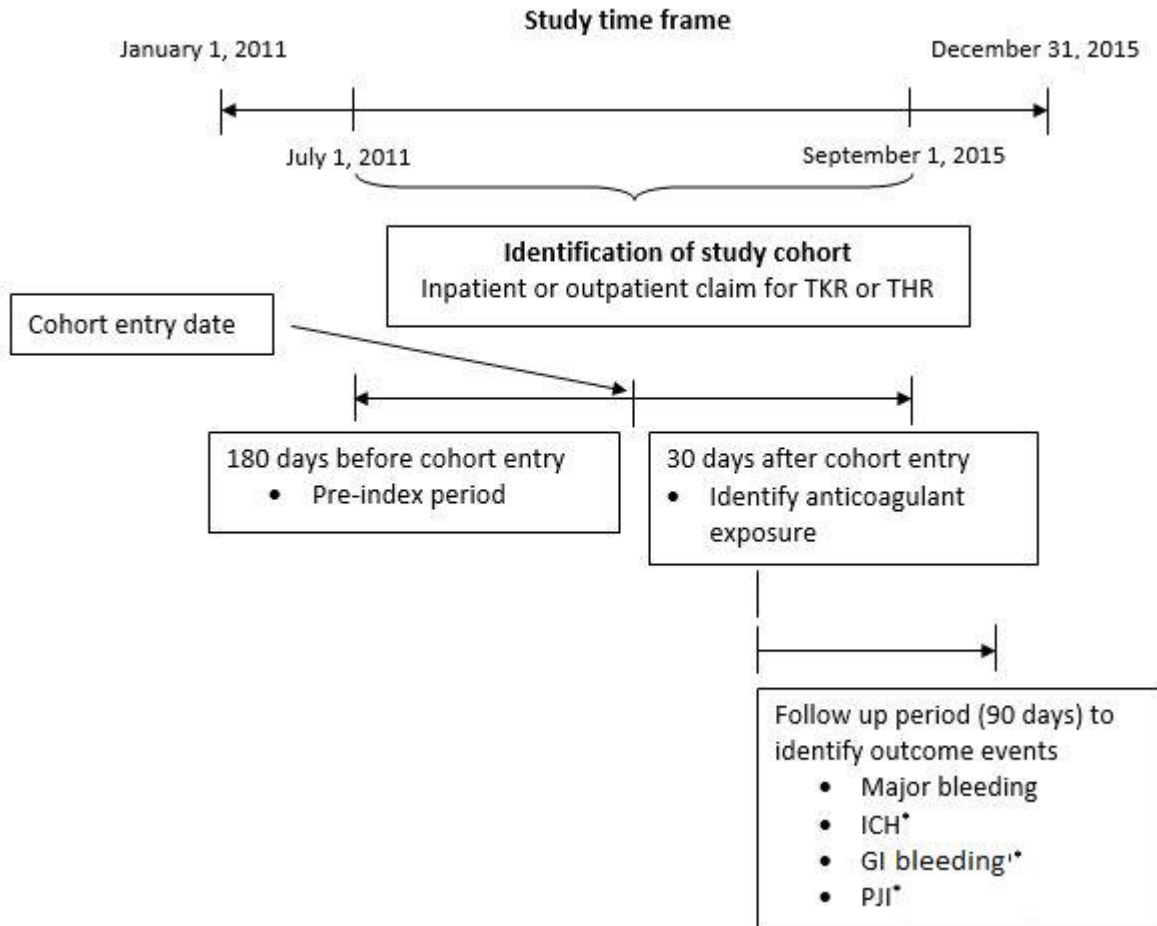 Study time frame
January 1, 2011
December 31, 2015
July 1, 2011
September 1, 2015
Identification of study cohort
Inpatient or outpatient claim for TKR or THR
Cohort entry date
180 days before cohort entry
• Pre-index period
30 days after cohort entry
• Identify anticoagulant
exposure
Follow up period (90 days) to
identify outcome events
• Major bleeding
• ICH*
• GI bleeding'*
• PJI*